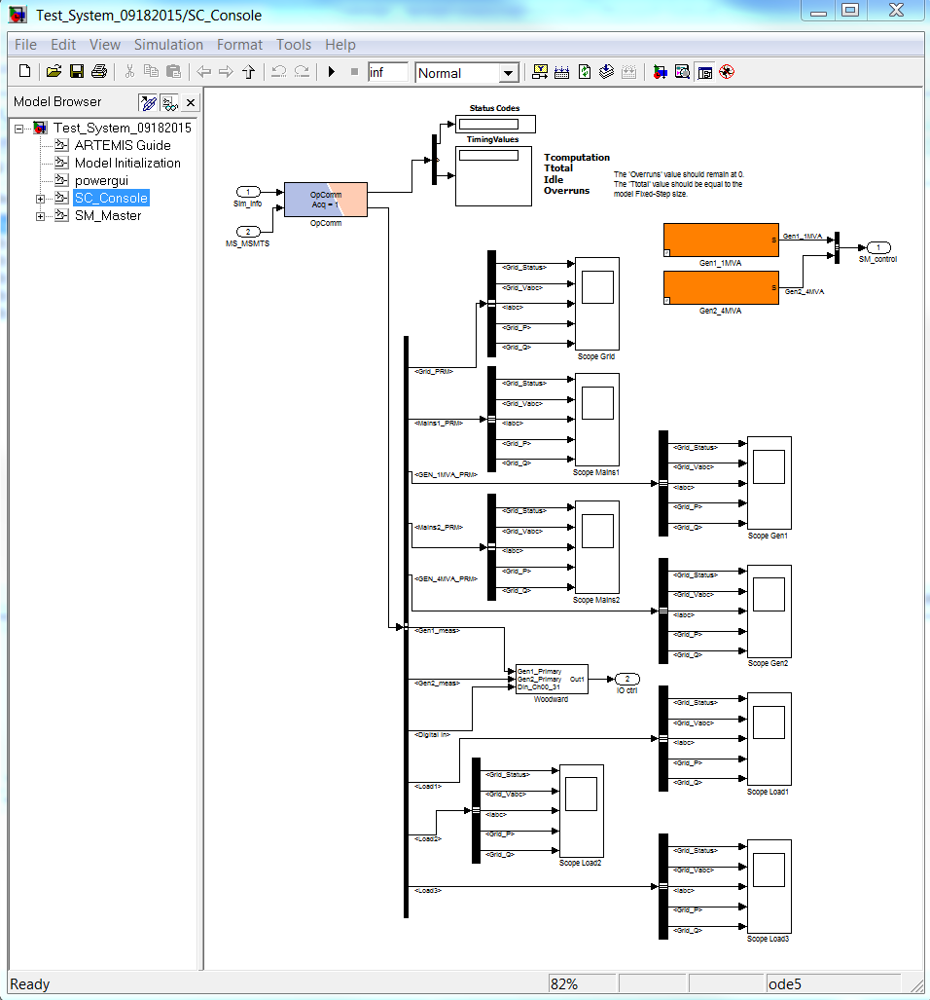 Test_System_09182015/SC_Console
File Edit View Simulation Format Tools Help
inf Normal
Model Browser
Test_System_09182015
ARTEMIS Guide
Model Initialization
powergui
SC_Console
SM_Master
Status Codes
TimingValues
Tcomputation
Ttotal
Idle
Overruns
The 'Overruns' value should remain at 0.
The 'Ttotal' value should be equal to the
model Fixed-Step size.
1
Sim_Info
2
MS_MSMTS
OpComm
Acq = 1
OpComm
S
Gen1_1MVA
Gen1_1MVA
S
Gen2_4MVA
Gen2_4MVA
1
SM_control
<Grid_PRM>
<Mains1_PRM>
<GEN_1MVA_PRM>
<Mains2_PRM>
<GEN_4MVA_PRM>
<Gen1_meas>
<Gen2_meas>
<Digital In>
<Load1>
<Load2>
<Load3>
<Grid_Status>
<Grid_Vabc>
<Iabc>
<Grid_P>
<Grid_Q>
Scope Grid
<Grid_Status>
<Grid_Vabc>
<Iabc>
<Grid_P>
<Grid_Q>
Scope Mains1
<Grid_Status>
<Grid_Vabc>
<Iabc>
<Grid_P>
<Grid_Q>
Scope Gen1
<Grid_Status>
<Grid_Vabc>
<Iabc>
<Grid_P>
<Grid_Q>
Scope Mains2
<Grid_Status>
<Grid_Vabc>
<Iabc>
<Grid_P>
<Grid_Q>
Scope Gen2
Gen1_Primary
Gen2_Primary Out1
Din_Ch00_31
Woodward
2
IO ctrl
<Grid_Status>
<Grid_Vabc>
<Iabc>
<Grid_P>
<Grid_Q>
Scope Load1
<Grid_Status>
<Grid_Vabc>
<Iabc>
<Grid_P>
<Grid_Q>
Scope Load2
<Grid_Status>
<Grid_Vabc>
<Iabc>
<Grid_P>
<Grid_Q>
Scope Load3
Ready 82% ode5